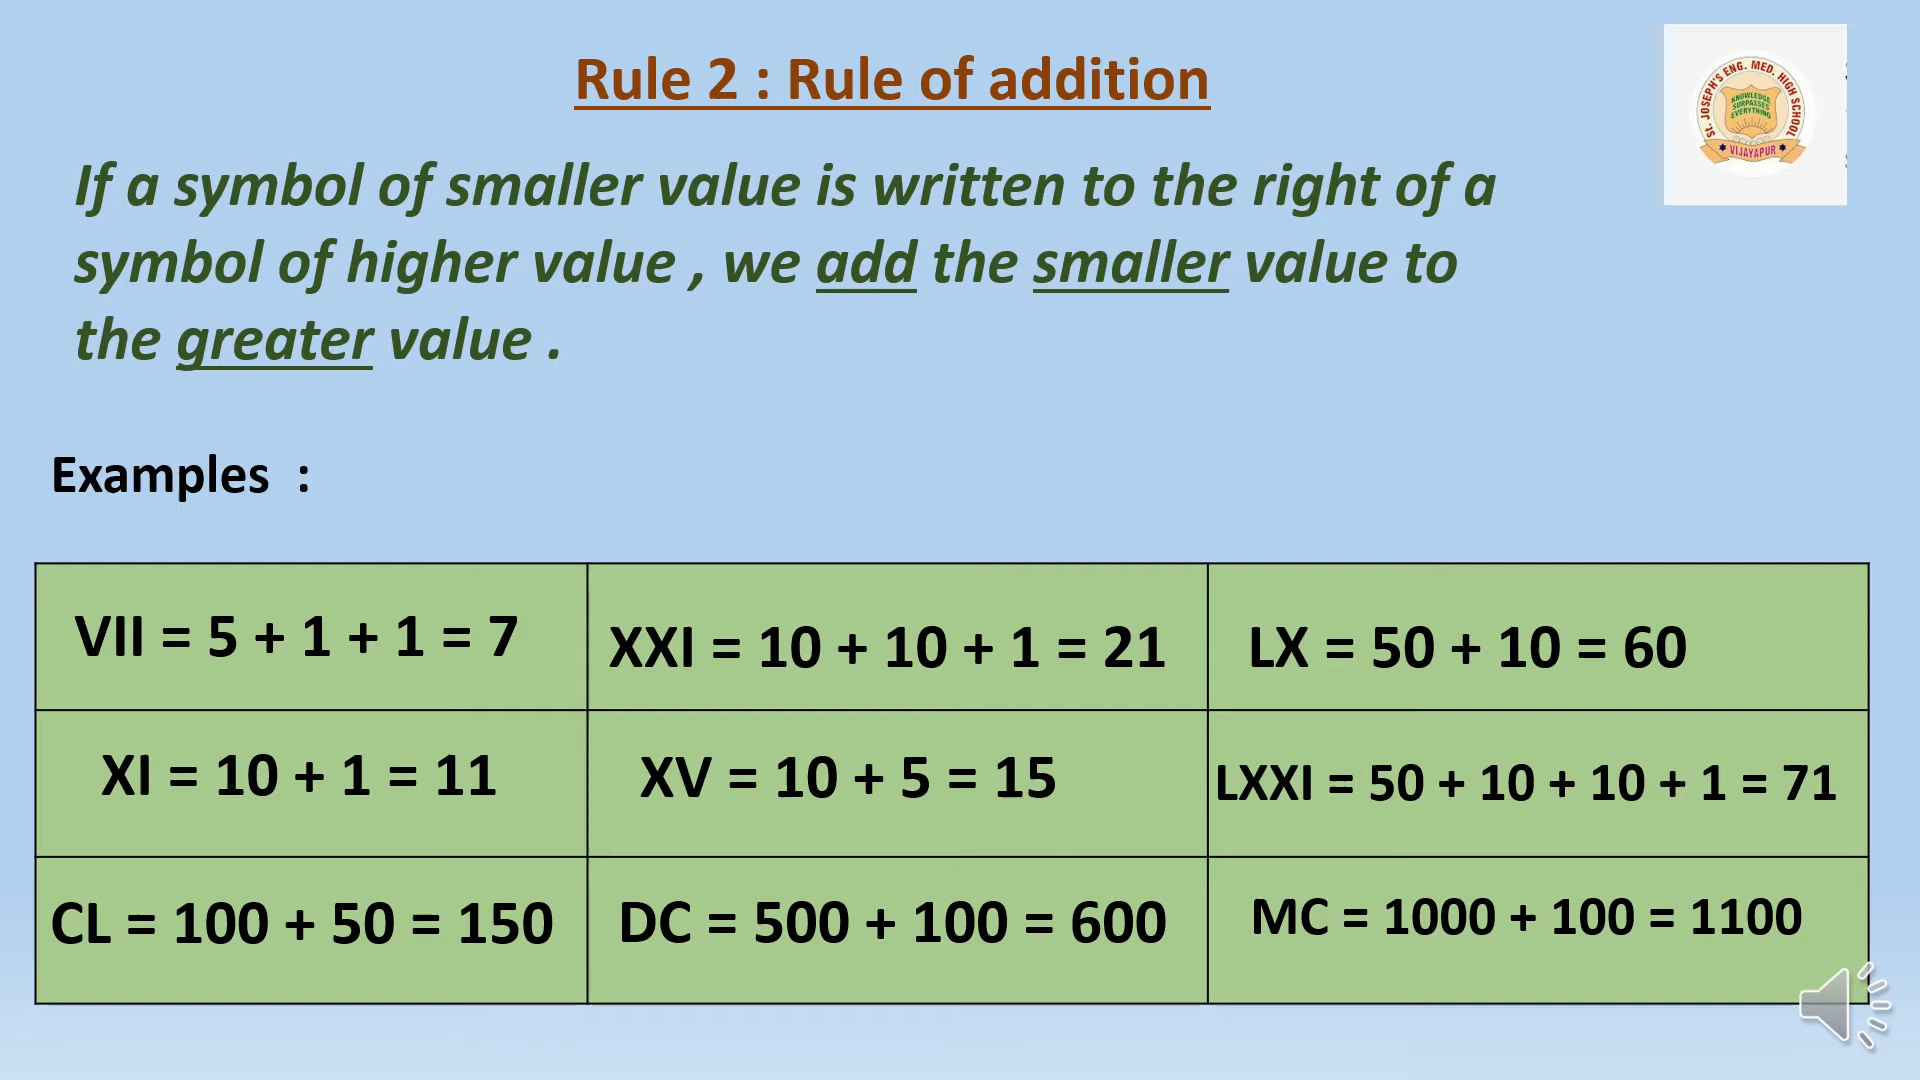 Rule 2 : Rule of addition
ST. JOSEPH'S ENG. MED. HIGH SCHOOL
KNOWLEDGE
SURPASSES
EVERYTHING
VIJAYAPUR
If a symbol of smaller value is written to the right of a
symbol of higher value , we add the smaller value to
the greater value .
Examples :
VII = 5 + 1 + 1 = 7
XXI = 10 + 10 + 1 = 21
LX = 50 + 10 = 60
XI = 10 + 1 = 11
XV = 10 + 5 = 15
LXXI = 50 + 10 + 10 + 1 = 71
CL = 100 + 50 = 150
DC = 500 + 100 = 600
MC = 1000 + 100 = 1100